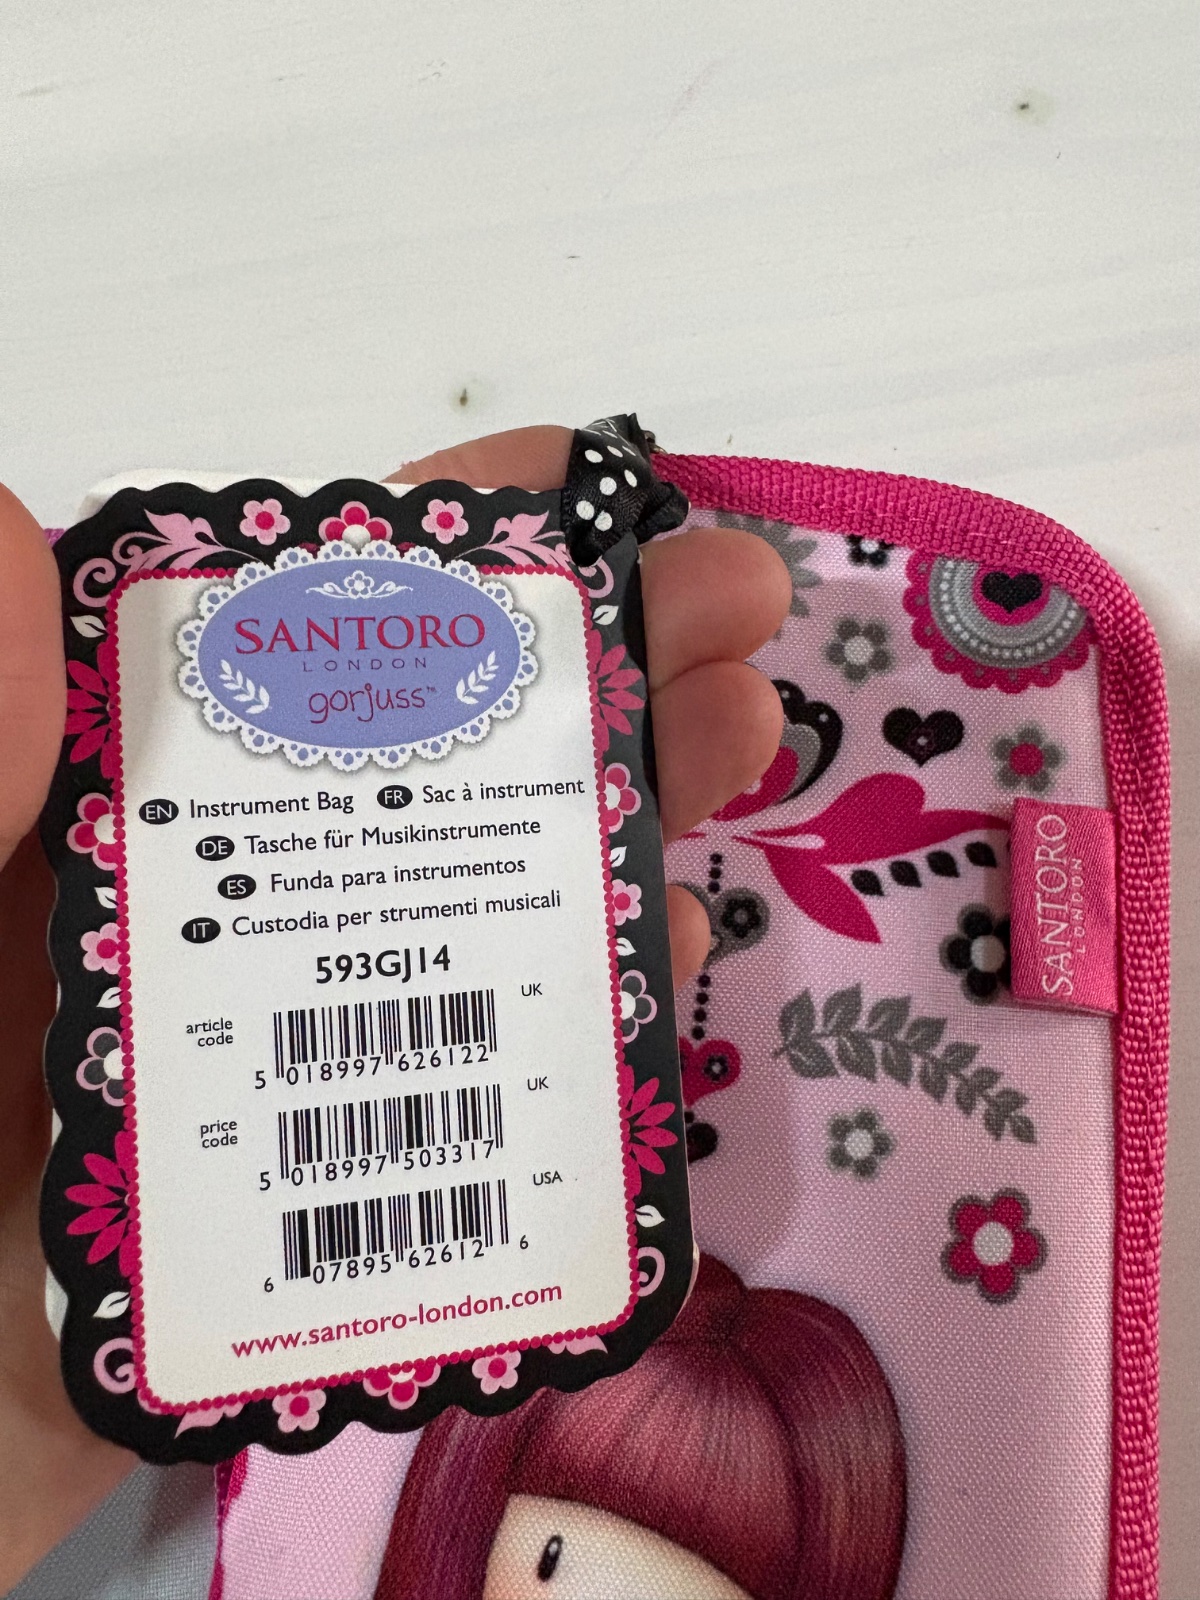 SANTORO
LONDON
gorjuss™
EN Instrument Bag FR Sac à instrument
DE Tasche für Musikinstrumente
ES Funda para instrumentos
IT Custodia per strumenti musicali
593GJ14
article code
UK
5 018997 626122
price code
UK
5 018997 503317
USA
6 07895 62612 6
www.santoro-london.com
SANTORO
LONDON